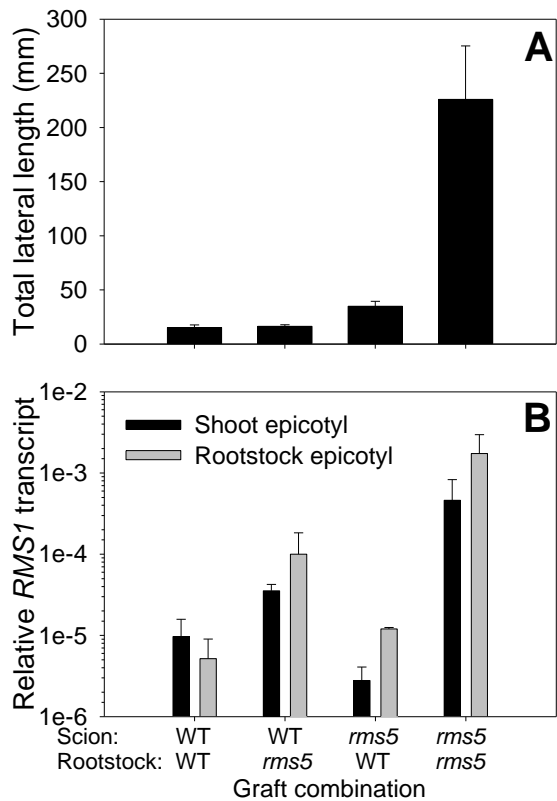 A
Total lateral length (mm)
300
250
200
150
100
50
0
B
Shoot epicotyl
Rootstock epicotyl
Relative RMS1 transcript
1e-2
1e-3
1e-4
1e-5
1e-6
Scion: WT WT rms5 rms5
Rootstock: WT rms5 WT rms5
Graft combination